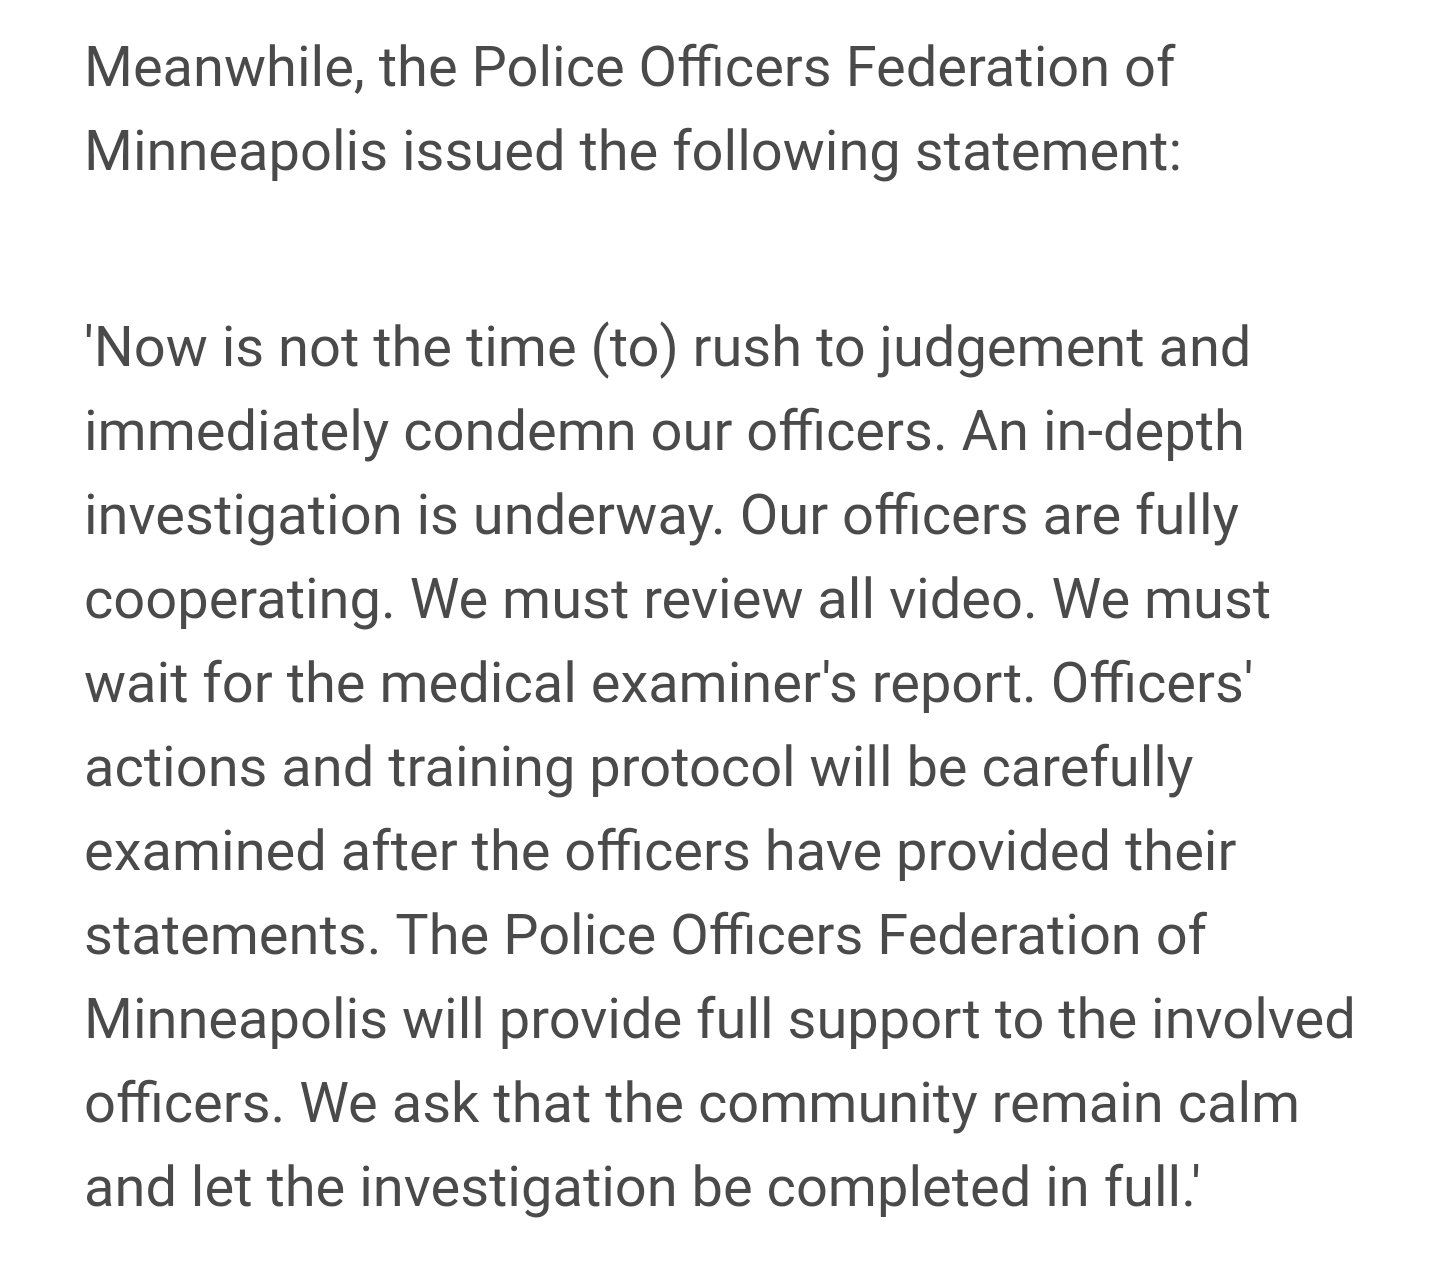 Meanwhile, the Police Officers Federation of
Minneapolis issued the following statement:
'Now is not the time (to) rush to judgement and
immediately condemn our officers. An in-depth
investigation is underway. Our officers are fully
cooperating. We must review all video. We must
wait for the medical examiner's report. Officers'
actions and training protocol will be carefully
examined after the officers have provided their
statements. The Police Officers Federation of
Minneapolis will provide full support to the involved
officers. We ask that the community remain calm
and let the investigation be completed in full.'